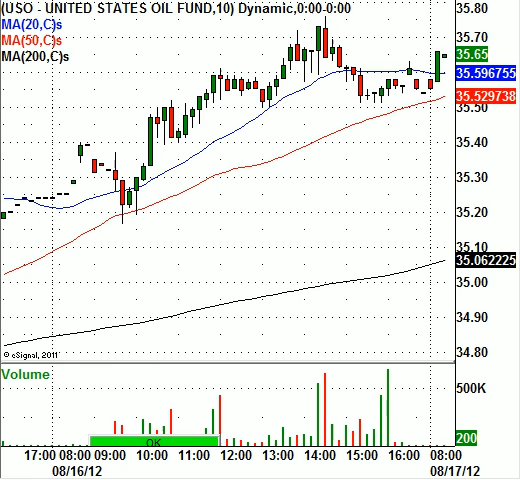 (USO - UNITED STATES OIL FUND,10) Dynamic,0:00-0:00
MA(20,C)s
MA(50,C)s
MA(200,C)s
35.80
35.70
35.65
35.596755
35.529738
35.50
35.40
35.30
35.20
35.10
35.062225
35.00
34.90
34.80
© eSignal, 2011
Volume
500K
200
OK
17:00 08:00 09:00 10:00 11:00 12:00 13:00 14:00 15:00 16:00 08:00
08/16/12 08/17/12